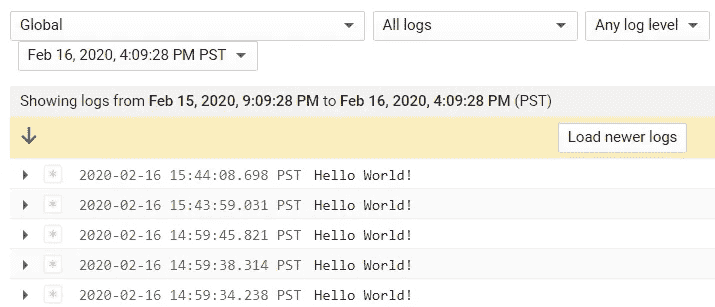 Global All logs Any log level
Feb 16, 2020, 4:09:28 PM PST
Showing logs from Feb 15, 2020, 9:09:28 PM to Feb 16, 2020, 4:09:28 PM (PST)
Load newer logs
* 2020-02-16 15:44:08.698 PST Hello World!
* 2020-02-16 15:43:59.031 PST Hello World!
* 2020-02-16 14:59:45.821 PST Hello World!
* 2020-02-16 14:59:38.314 PST Hello World!
* 2020-02-16 14:59:34.238 PST Hello World!